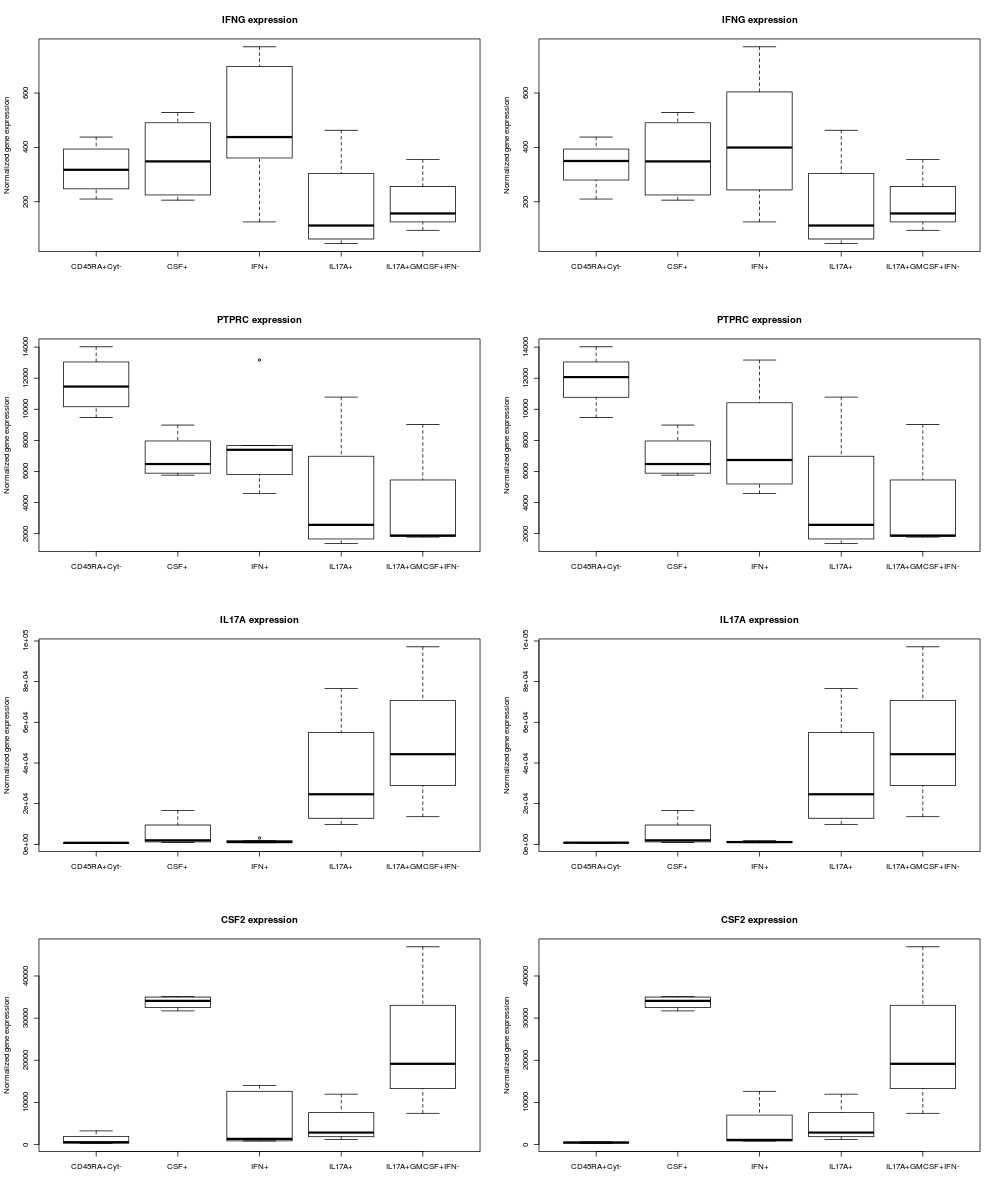 IFNG expression
IFNG expression
Normalized gene expression
200
400
600
CD45RA+Cyt-
CSF+
IFN+
IL17A+
IL17A+GMCSF+IFN-
Normalized gene expression
200
400
600
CD45RA+Cyt-
CSF+
IFN+
IL17A+
IL17A+GMCSF+IFN-
PTPRC expression
PTPRC expression
Normalized gene expression
2000
4000
6000
8000
10000
12000
14000
CD45RA+Cyt-
CSF+
IFN+
IL17A+
IL17A+GMCSF+IFN-
Normalized gene expression
2000
4000
6000
8000
10000
12000
14000
CD45RA+Cyt-
CSF+
IFN+
IL17A+
IL17A+GMCSF+IFN-
IL17A expression
IL17A expression
Normalized gene expression
0e+00
2e+04
4e+04
6e+04
8e+04
1e+05
CD45RA+Cyt-
CSF+
IFN+
IL17A+
IL17A+GMCSF+IFN-
Normalized gene expression
0e+00
2e+04
4e+04
6e+04
8e+04
1e+05
CD45RA+Cyt-
CSF+
IFN+
IL17A+
IL17A+GMCSF+IFN-
CSF2 expression
CSF2 expression
Normalized gene expression
0
10000
20000
30000
40000
CD45RA+Cyt-
CSF+
IFN+
IL17A+
IL17A+GMCSF+IFN-
Normalized gene expression
0
10000
20000
30000
40000
CD45RA+Cyt-
CSF+
IFN+
IL17A+
IL17A+GMCSF+IFN-